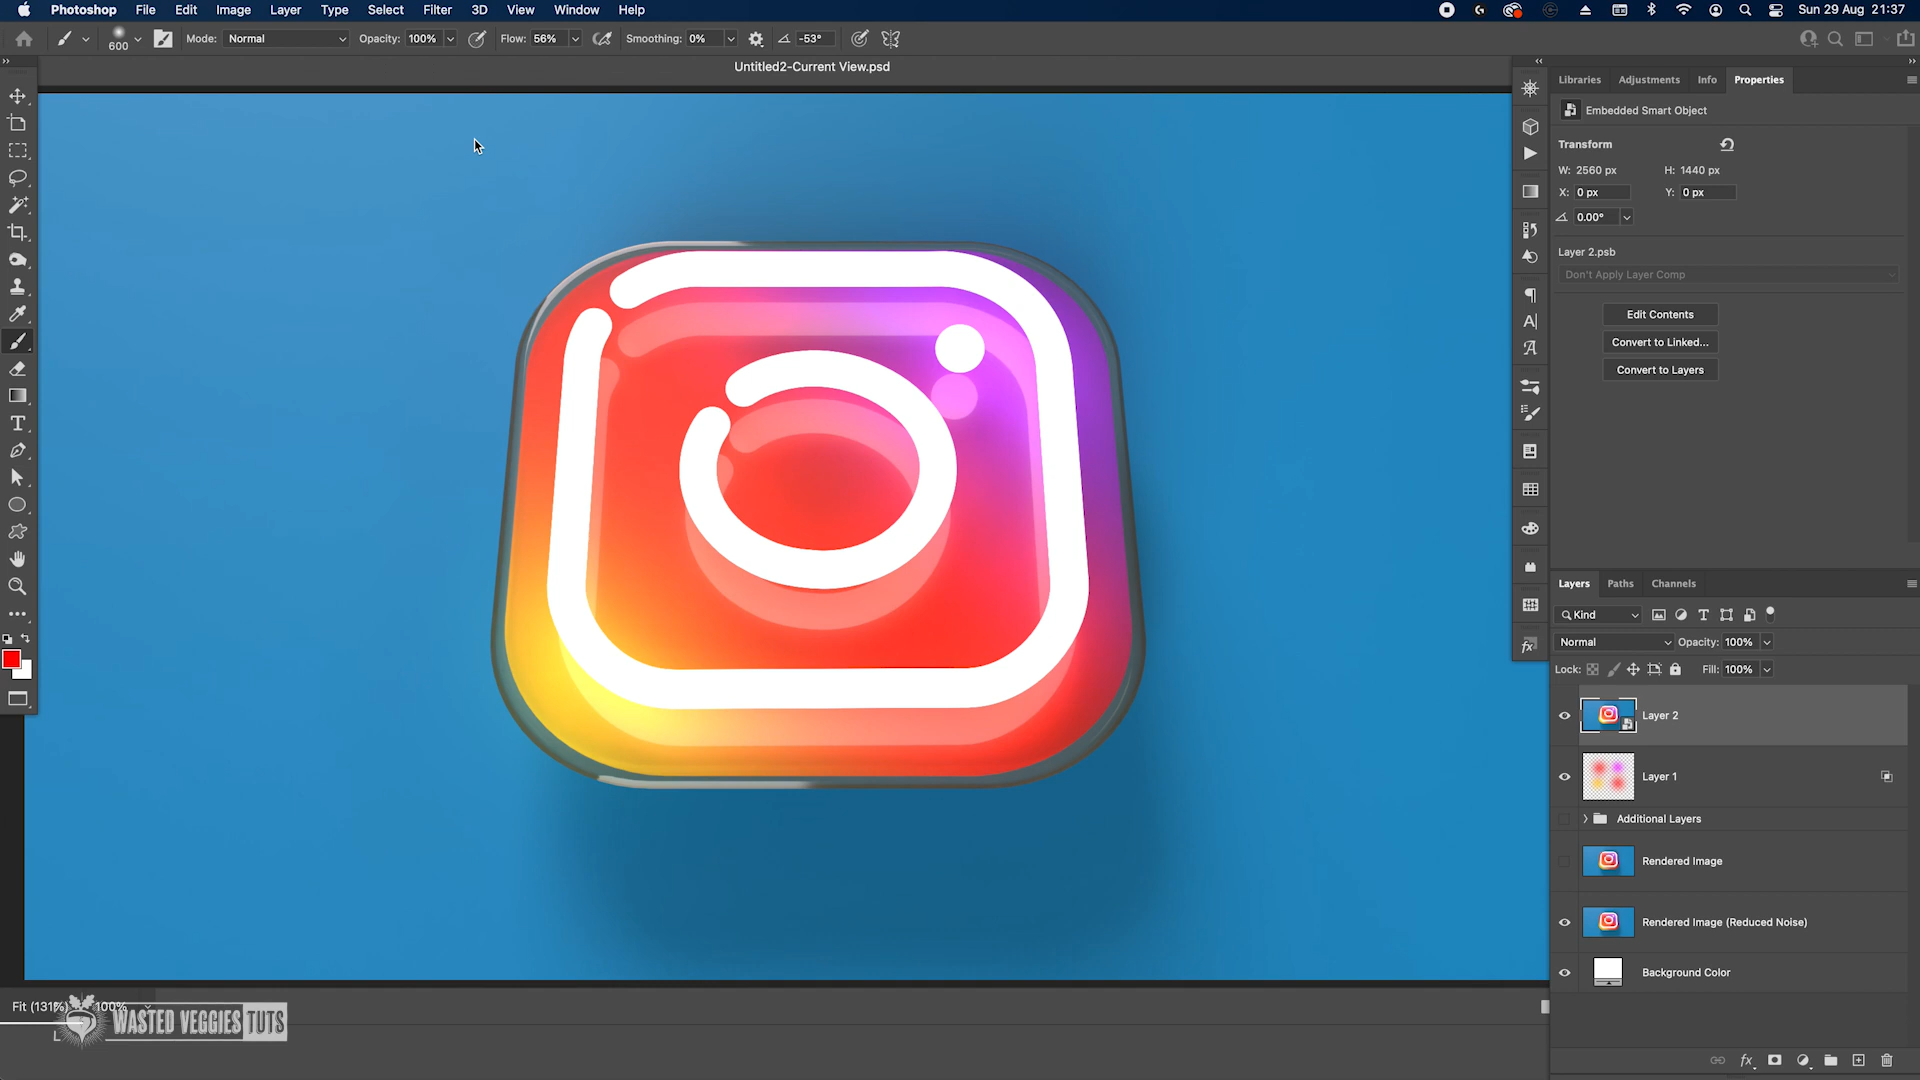 Photoshop File Edit Image Layer Type Select Filter 3D View Window Help Sun 29 Aug 21:37
600 Mode: Normal Opacity: 100% Flow: 56% Smoothing: 0% -53°
Untitled2-Current View.psd
Libraries Adjustments Info Properties
Embedded Smart Object
Transform
W: 2560 px H: 1440 px
X: 0 px Y: 0 px
0.00°
Layer 2.psb
Don't Apply Layer Comp
Edit Contents
Convert to Linked...
Convert to Layers
Layers Paths Channels
Kind
Normal Opacity: 100%
Lock: Fill: 100%
Layer 2
Layer 1
Additional Layers
Rendered Image
Rendered Image (Reduced Noise)
Background Color
Fit (131%) 100%
WASTED VEGGIES TUTS